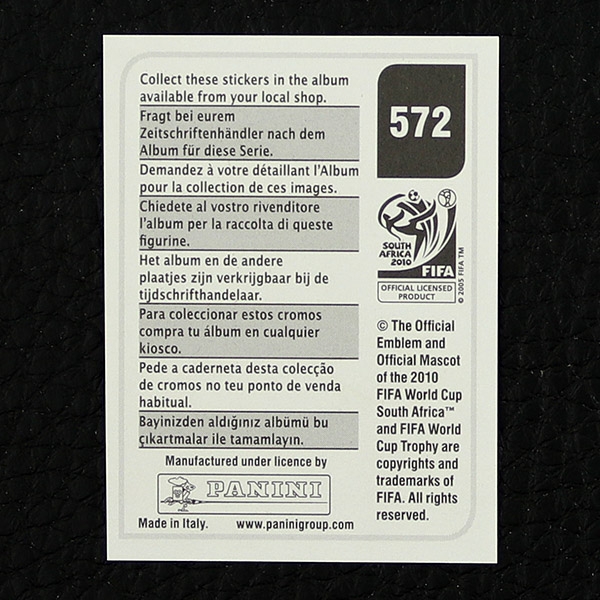 Collect these stickers in the album
available from your local shop.
Fragt bei eurem
Zeitschriftenhändler nach dem
Album für diese Serie.
Demandez à votre détaillant l'Album
pour la collection de ces images.
Chiedete al vostro rivenditore
l'album per la raccolta di queste
figurine.
Het album en de andere
plaatjes zijn verkrijgbaar bij de
tijdschrifthandelaar.
Para coleccionar estos cromos
compra tu álbum en cualquier
kiosco.
Pede a caderneta desta colecção
de cromos no teu ponto de venda
habitual.
Bayinizden aldığınız albümü bu
çıkartmalar ile tamamlayın.
Manufactured under licence by
PANINI
Made in Italy. www.paninigroup.com
572
SOUTH
AFRICA
2010
FIFA
© 2005 FIFA TM
OFFICIAL LICENSED
PRODUCT
© The Official
Emblem and
Official Mascot
of the 2010
FIFA World Cup
South Africa™
and FIFA World
Cup Trophy are
copyrights and
trademarks of
FIFA. All rights
reserved.